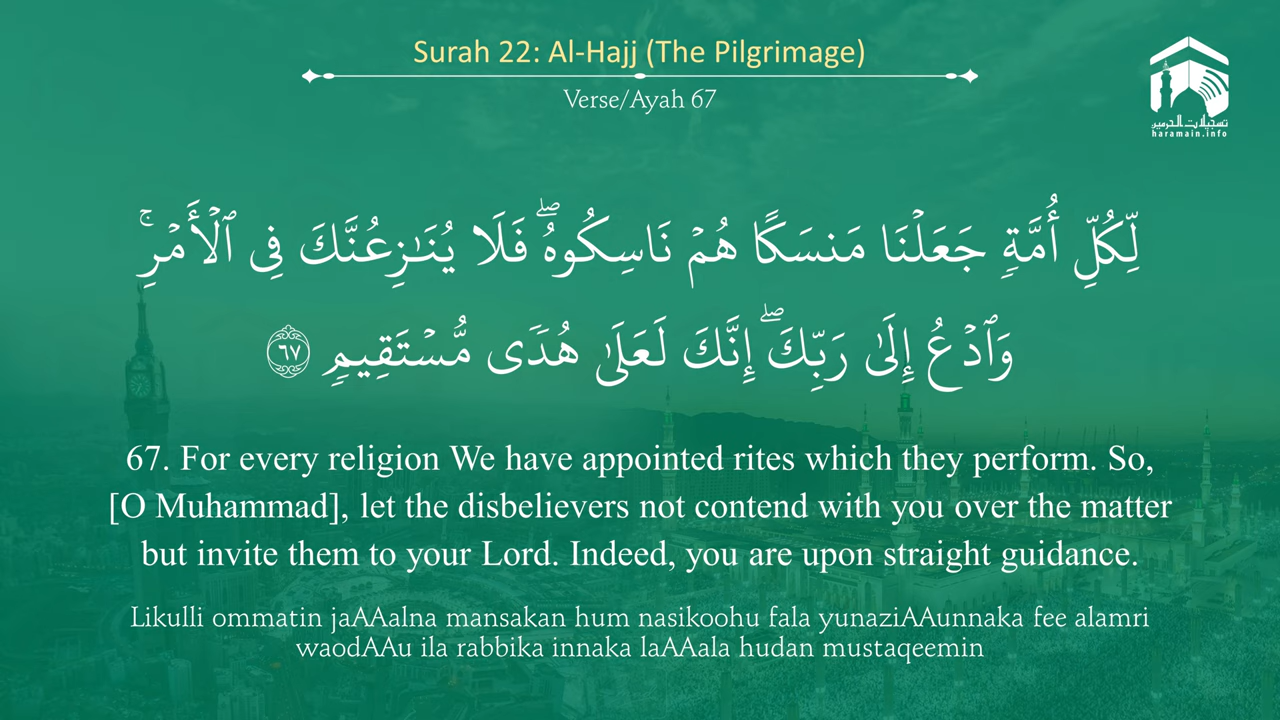 Surah 22: Al-Hajj (The Pilgrimage)
Verse/Ayah 67
تسجيلات الحرمين
haramain.info
لِّكُلِّ أُمَّةٖ جَعَلۡنَا مَنسَكًا هُمۡ نَاسِكُوهُۖ فَلَا يُنَٰزِعُنَّكَ فِي ٱلۡأَمۡرِۚ
وَٱدۡعُ إِلَىٰ رَبِّكَۖ إِنَّكَ لَعَلَىٰ هُدٗى مُّسۡتَقِيمٖ ٦٧
67. For every religion We have appointed rites which they perform. So,
[O Muhammad], let the disbelievers not contend with you over the matter
but invite them to your Lord. Indeed, you are upon straight guidance.
Likulli ommatin jaAAalna mansakan hum nasikoohu fala yunaziAAunnaka fee alamri
waodAAu ila rabbika innaka laAAala hudan mustaqeemin